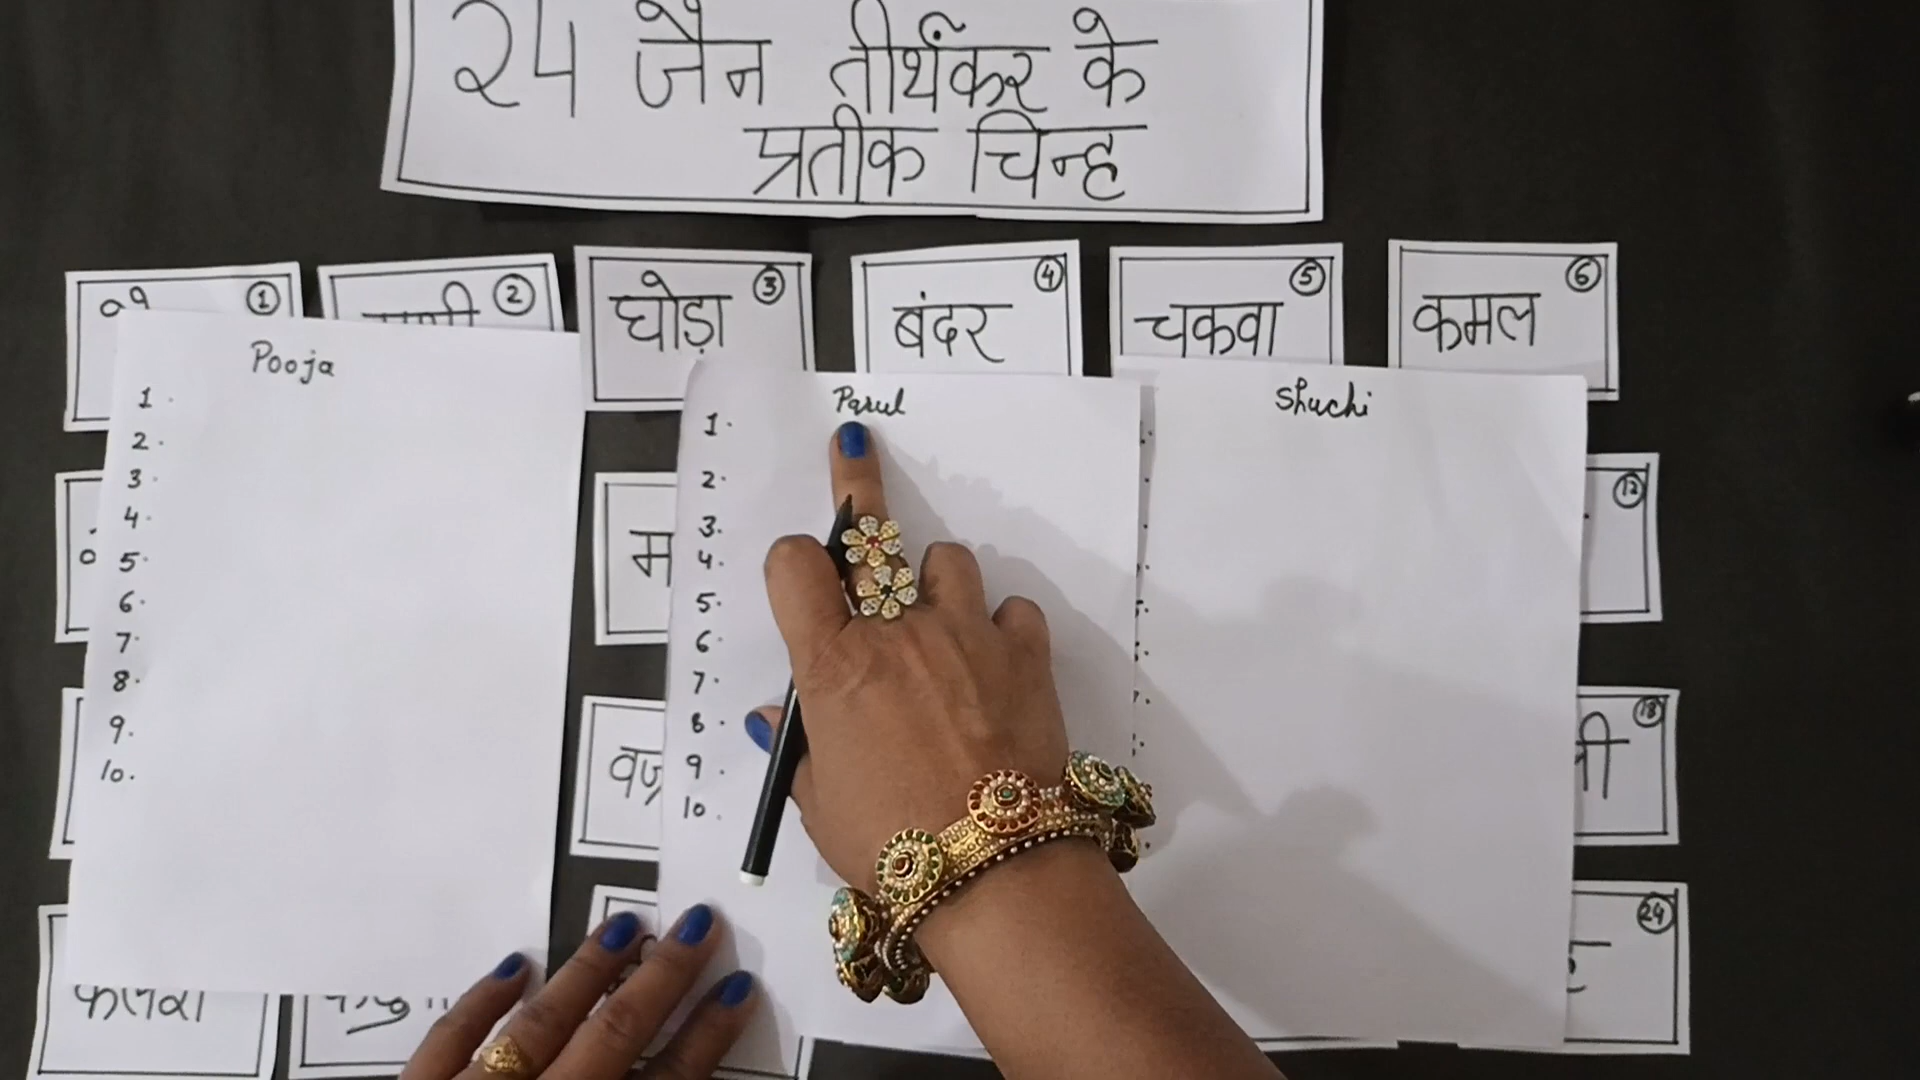 24 जैन तीर्थंकर के
प्रतीक चिन्ह
1
2
घोड़ा 3
बंदर 4
चकवा 5
कमल 6
Pooja
1.
2.
3.
4.
5.
6.
7.
8.
9.
10.
Parul
1.
2.
3.
4.
5.
6.
7.
8.
9.
10.
Shuchi
12
18
24